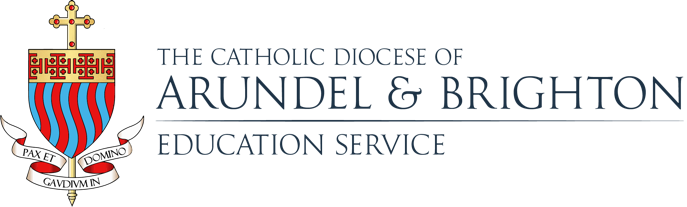 THE CATHOLIC DIOCESE OF
ARUNDEL & BRIGHTON
EDUCATION SERVICE
PAX ET
DOMINO
GAVDIVM IN